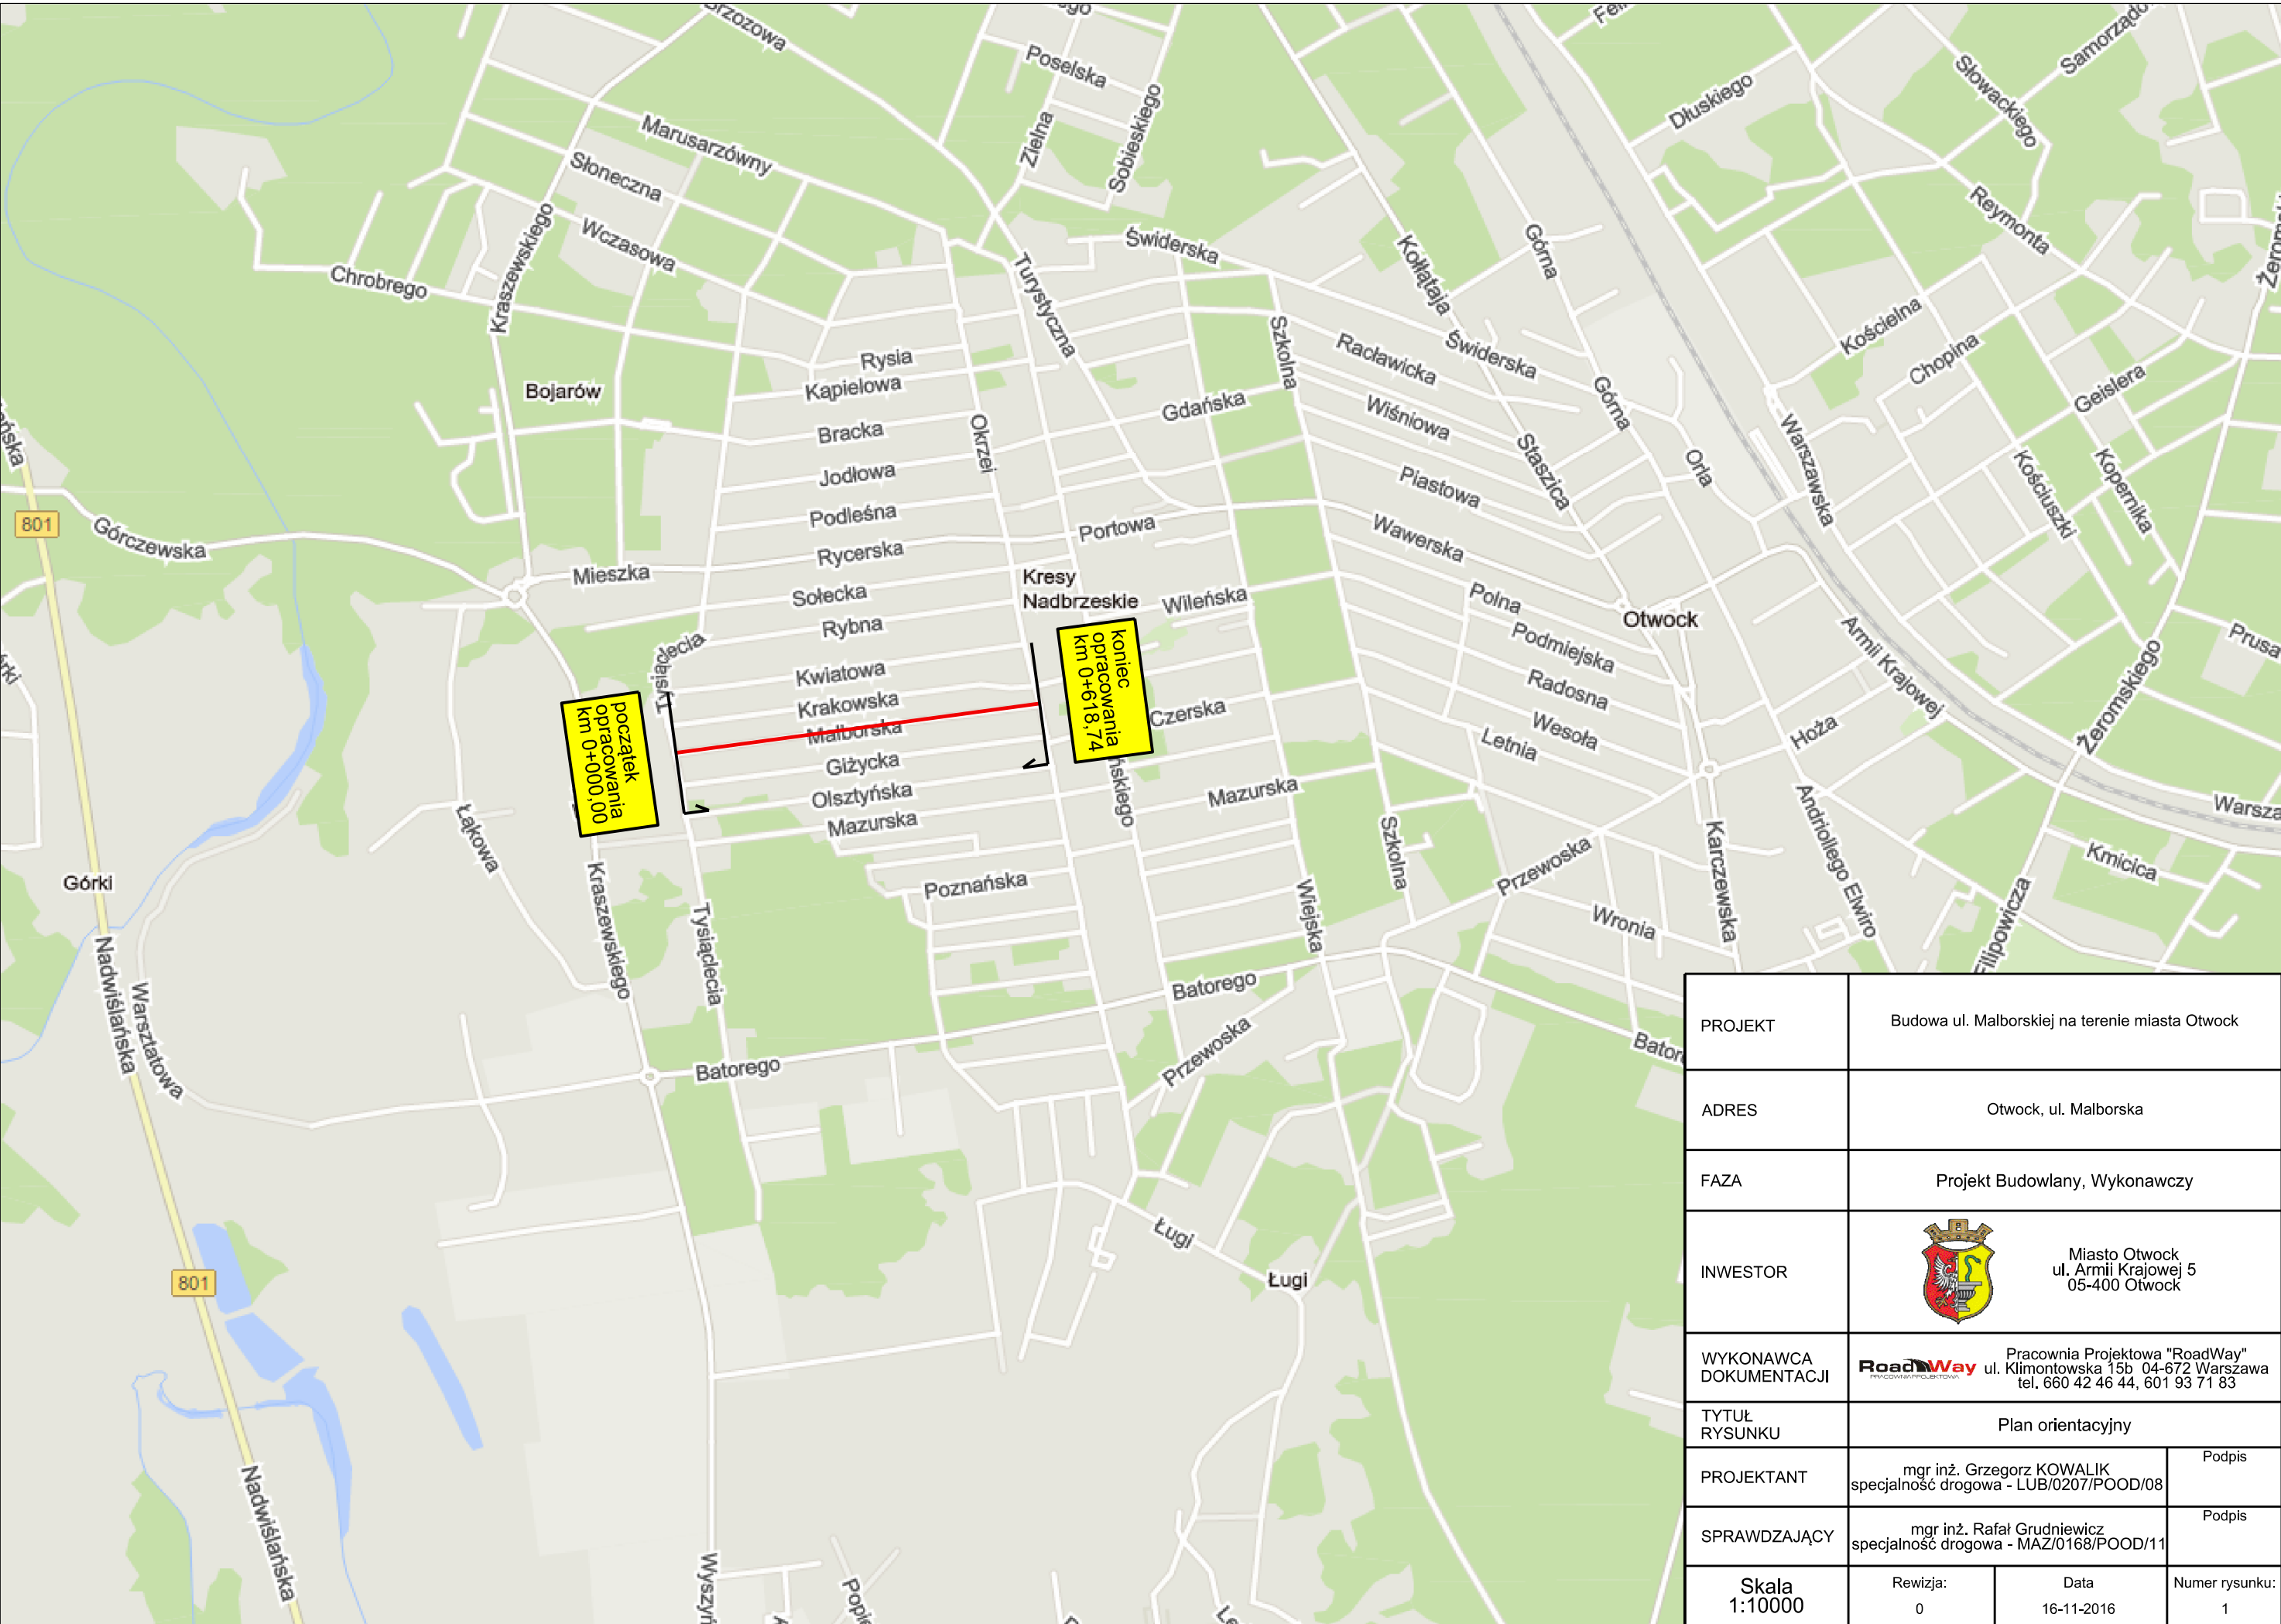 Brzozowa
Poselska
Zielna
Sobieskiego
Marusarzówny
Słoneczna
Wczasowa
Kraszewskiego
Chrobrego
Turystyczna
Świderska
Kołłątaja
Górna
Dłuskiego
Słowackiego
Reymonta
Kościelna
Chopina
Geislera
Szkolna
Racławicka
Świderska
Górna
Bojarów
Rysia
Kąpielowa
Bracka
Okrzei
Gdańska
Wiśniowa
Staszica
Orla
Warszawska
Kościuszki
Kopernika
Jodłowa
Podleśna
Rycerska
Portowa
Piastowa
Wawerska
801
Górczewska
Mieszka
Sołecka
Rybna
Kresy
Nadbrzeskie
Wileńska
Polna
Podmiejska
Otwock
Armii Krajowej
Żeromskiego
Tysiąclecia
Kwiatowa
Krakowska
Malborska
Giżycka
Olsztyńska
Mazurska
początek
opracowania
km 0+000,00
koniec
opracowania
km 0+618,74
Czerska
Radosna
Wesoła
Letnia
Hoża
Mazurska
Szkolna
Przewoska
Karczewska
Andriollego Elwiro
Kmicica
Łąkowa
Górki
Kraszewskiego
Tysiąclecia
Poznańska
Wiejska
Wronia
Filipowicza
Nadwiślańska
Warsztatowa
Batorego
Batorego
Przewoska
Ługi
Ługi
801
Nadwiślańska
PROJEKT
Budowa ul. Malborskiej na terenie miasta Otwock
ADRES
Otwock, ul. Malborska
FAZA
Projekt Budowlany, Wykonawczy
INWESTOR
Miasto Otwock
ul. Armii Krajowej 5
05-400 Otwock
WYKONAWCA
DOKUMENTACJI
RoadWay
PRACOWNIA PROJEKTOWA
Pracownia Projektowa "RoadWay"
ul. Klimontowska 15b 04-672 Warszawa
tel. 660 42 46 44, 601 93 71 83
TYTUŁ
RYSUNKU
Plan orientacyjny
PROJEKTANT
mgr inż. Grzegorz KOWALIK
specjalność drogowa - LUB/0207/POOD/08
Podpis
SPRAWDZAJĄCY
mgr inż. Rafał Grudniewicz
specjalność drogowa - MAZ/0168/POOD/11
Podpis
Skala
1:10000
Rewizja:
0
Data
16-11-2016
Numer rysunku:
1